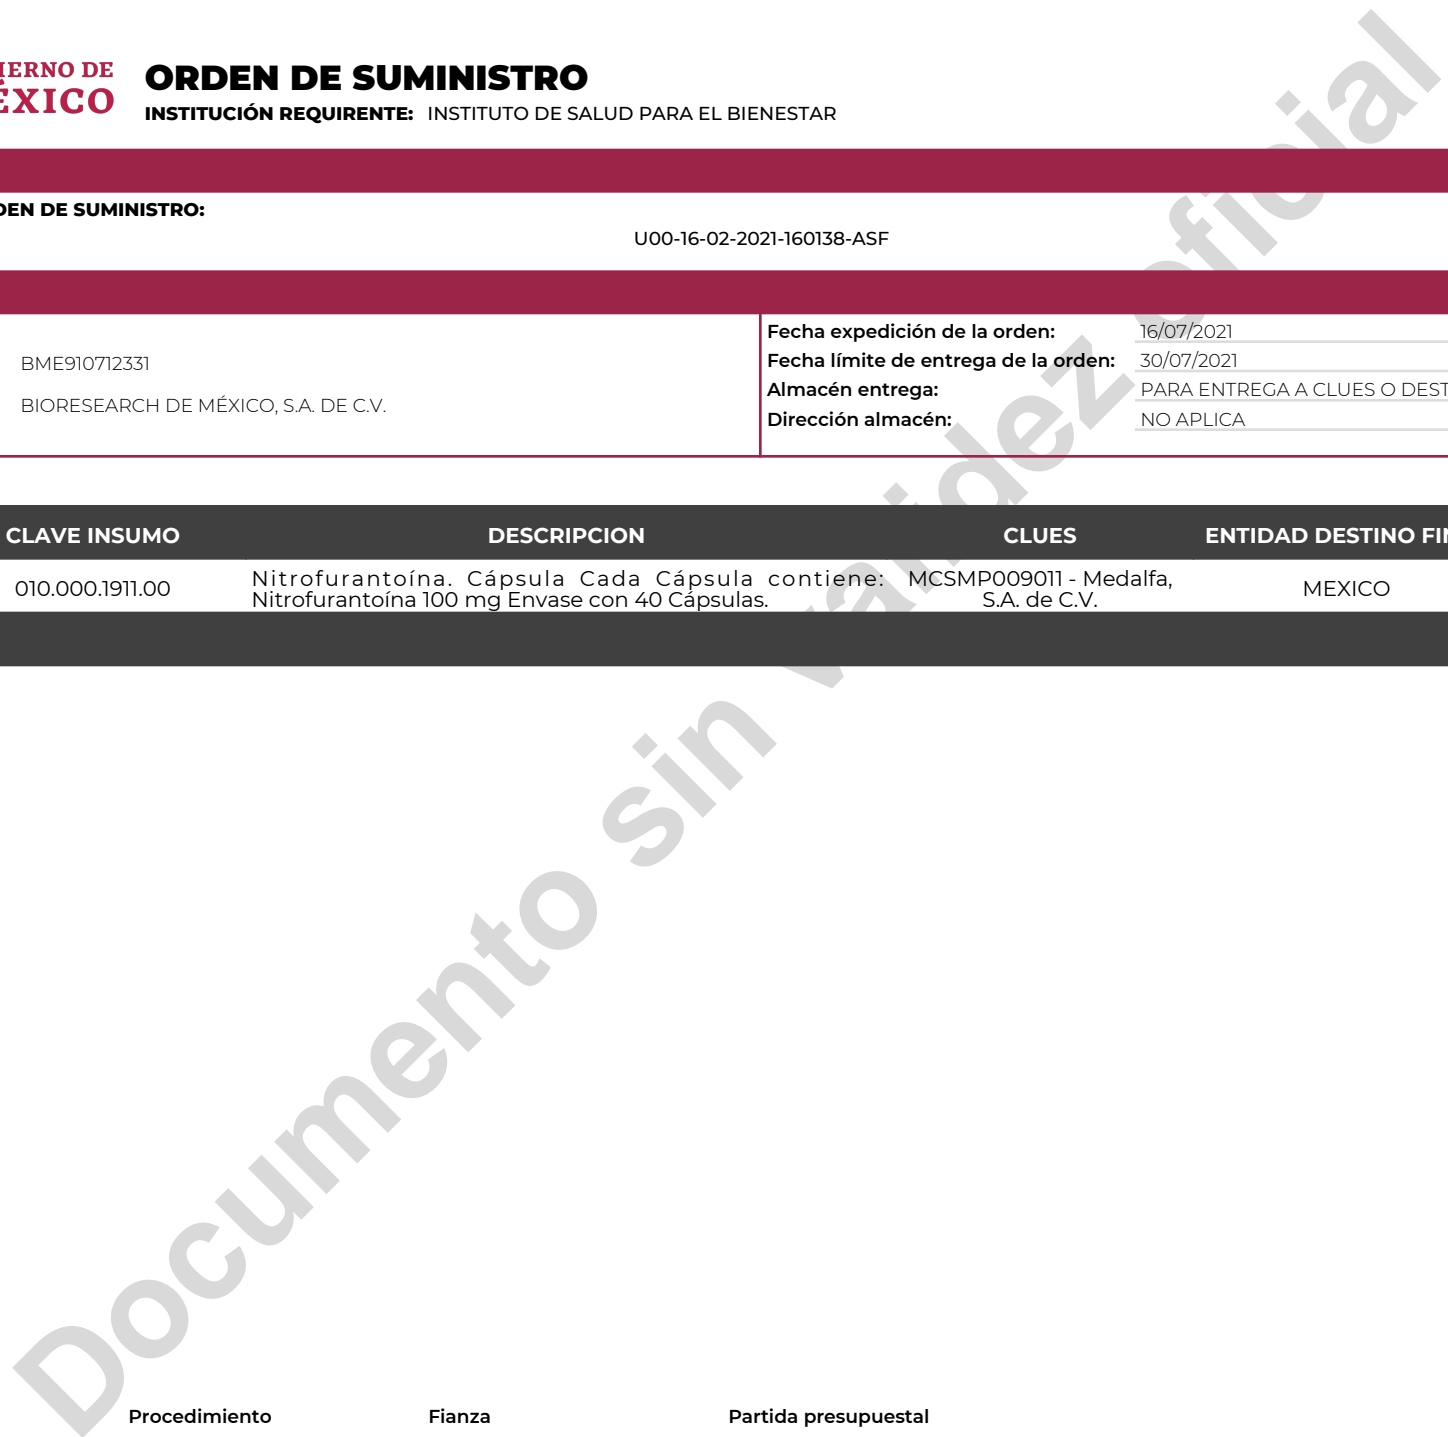 IERNO DE
ÉXICO
ORDEN DE SUMINISTRO
INSTITUCIÓN REQUIRENTE: INSTITUTO DE SALUD PARA EL BIENESTAR
DEN DE SUMINISTRO:
U00-16-02-2021-160138-ASF
BME910712331
BIORESEARCH DE MÉXICO, S.A. DE C.V.
Fecha expedición de la orden: 16/07/2021
Fecha límite de entrega de la orden: 30/07/2021
Almacén entrega: PARA ENTREGA A CLUES O DEST
Dirección almacén: NO APLICA
CLAVE INSUMO DESCRIPCION CLUES ENTIDAD DESTINO FIN
010.000.1911.00
Nitrofurantoína. Cápsula Cada Cápsula contiene:
Nitrofurantoína 100 mg Envase con 40 Cápsulas.
MCSMP009011 - Medalfa,
S.A. de C.V.
MEXICO
Documento sin validez oficial
Procedimiento Fianza Partida presupuestal